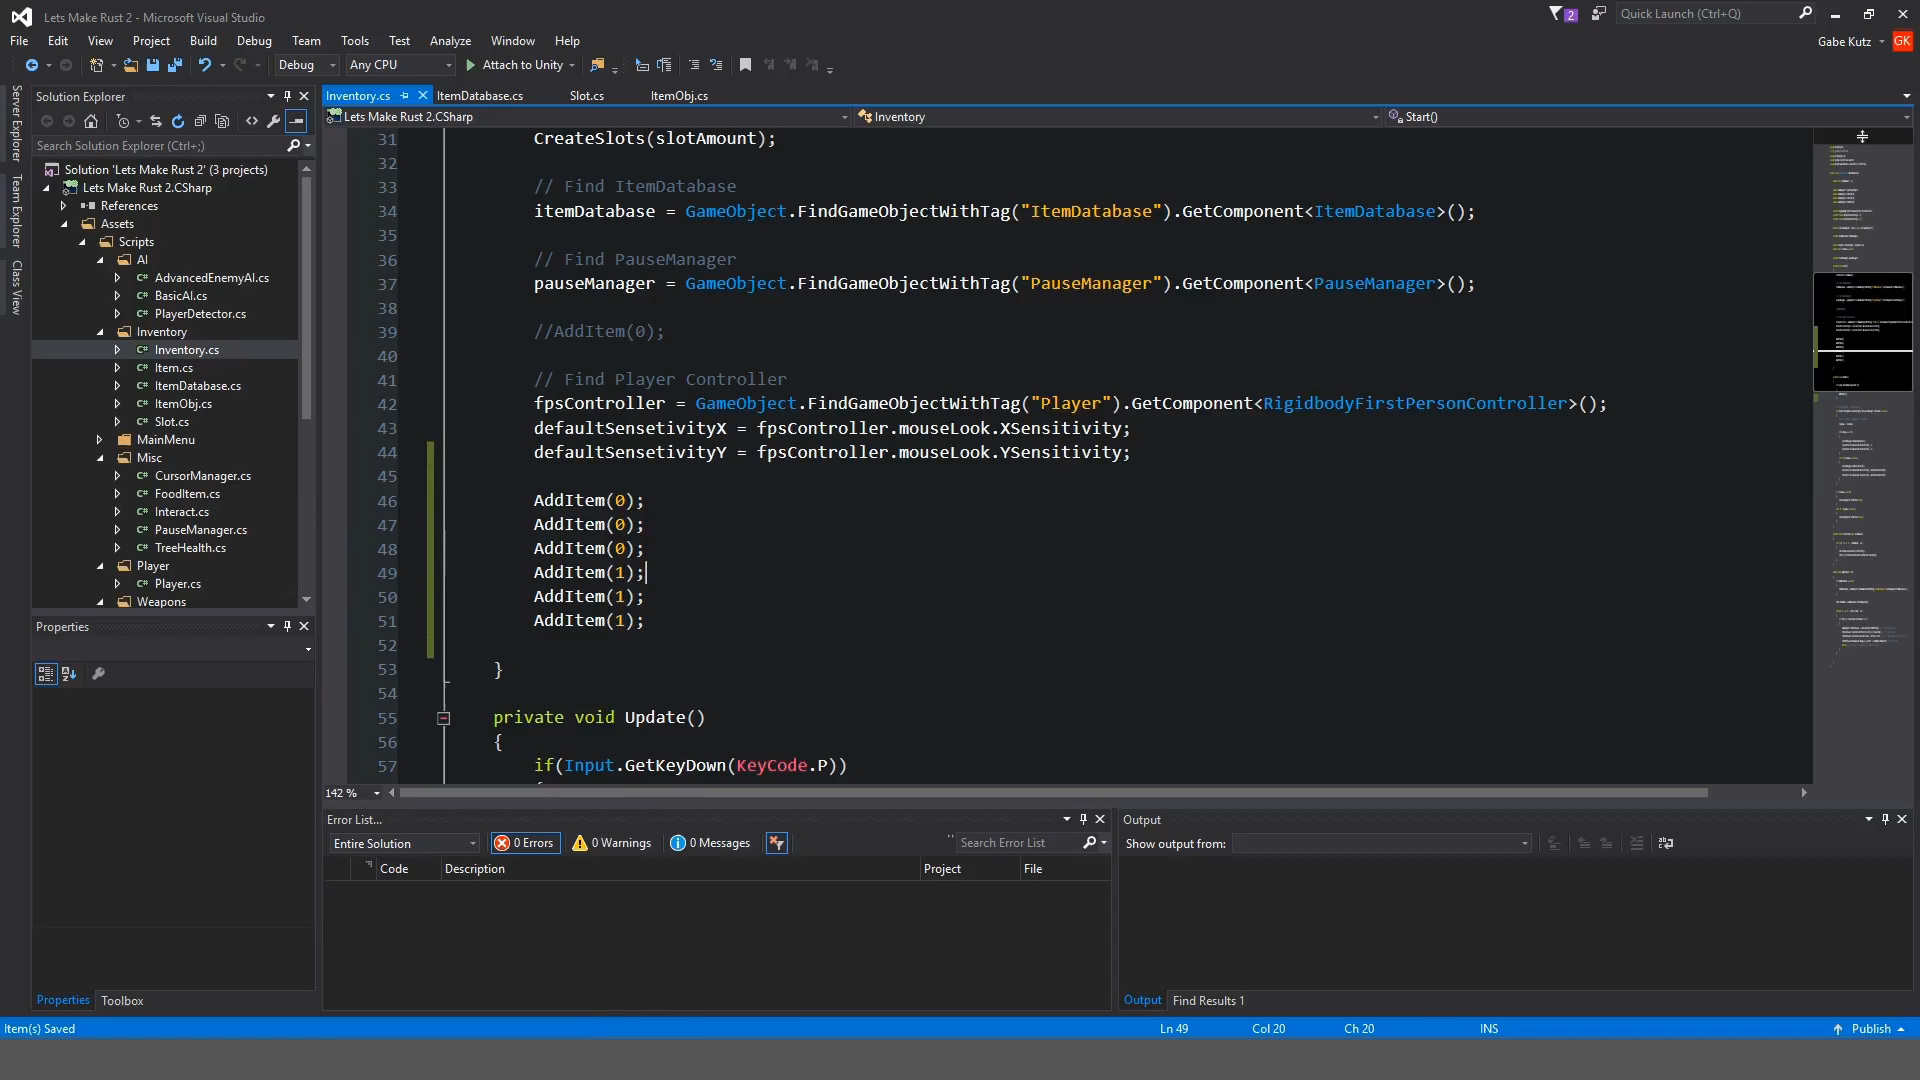 Lets Make Rust 2 - Microsoft Visual Studio
2
Quick Launch (Ctrl+Q)
File Edit View Project Build Debug Team Tools Test Analyze Window Help
Gabe Kutz GK
Debug Any CPU Attach to Unity
Server Explorer
Team Explorer
Class View
Solution Explorer
Search Solution Explorer (Ctrl+;)
Solution 'Lets Make Rust 2' (3 projects)
Lets Make Rust 2.CSharp
References
Assets
Scripts
AI
AdvancedEnemyAI.cs
BasicAI.cs
PlayerDetector.cs
Inventory
Inventory.cs
Item.cs
ItemDatabase.cs
ItemObj.cs
Slot.cs
MainMenu
Misc
CursorManager.cs
FoodItem.cs
Interact.cs
PauseManager.cs
TreeHealth.cs
Player
Player.cs
Weapons
Properties
Properties Toolbox
Inventory.cs ItemDatabase.cs Slot.cs ItemObj.cs
Lets Make Rust 2.CSharp Inventory Start()
31 CreateSlots(slotAmount);
32
33 // Find ItemDatabase
34 itemDatabase = GameObject.FindGameObjectWithTag("ItemDatabase").GetComponent<ItemDatabase>();
35
36 // Find PauseManager
37 pauseManager = GameObject.FindGameObjectWithTag("PauseManager").GetComponent<PauseManager>();
38
39 //AddItem(0);
40
41 // Find Player Controller
42 fpsController = GameObject.FindGameObjectWithTag("Player").GetComponent<RigidbodyFirstPersonController>();
43 defaultSensetivityX = fpsController.mouseLook.XSensitivity;
44 defaultSensetivityY = fpsController.mouseLook.YSensitivity;
45
46 AddItem(0);
47 AddItem(0);
48 AddItem(0);
49 AddItem(1);
50 AddItem(1);
51 AddItem(1);
52
53 }
54
55 private void Update()
56 {
57 if(Input.GetKeyDown(KeyCode.P))
142 %
Error List...
Entire Solution 0 Errors 0 Warnings 0 Messages Search Error List
Code Description Project File
Output
Show output from:
Output Find Results 1
Item(s) Saved Ln 49 Col 20 Ch 20 INS Publish